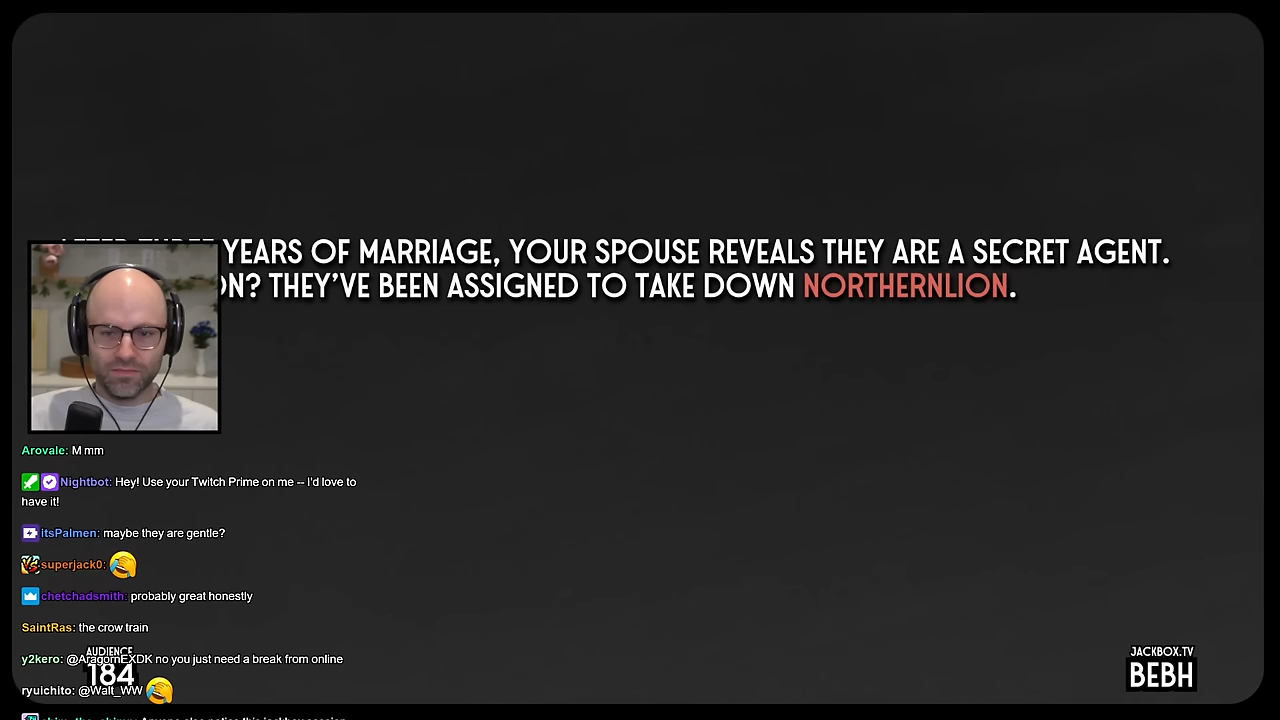 YEARS OF MARRIAGE, YOUR SPOUSE REVEALS THEY ARE A SECRET AGENT.
ON? THEY'VE BEEN ASSIGNED TO TAKE DOWN NORTHERNLION.
Arovale: M mm
Nightbot: Hey! Use your Twitch Prime on me -- I'd love to
have it!
itsPalmen: maybe they are gentle?
superjack0:
chetchadsmith: probably great honestly
SaintRas: the crow train
AUDIENCE
y2kero: @AragornEXDK no you just need a break from online
184
ryuichito: @Walt_WW
JACKBOX.TV
BEBH